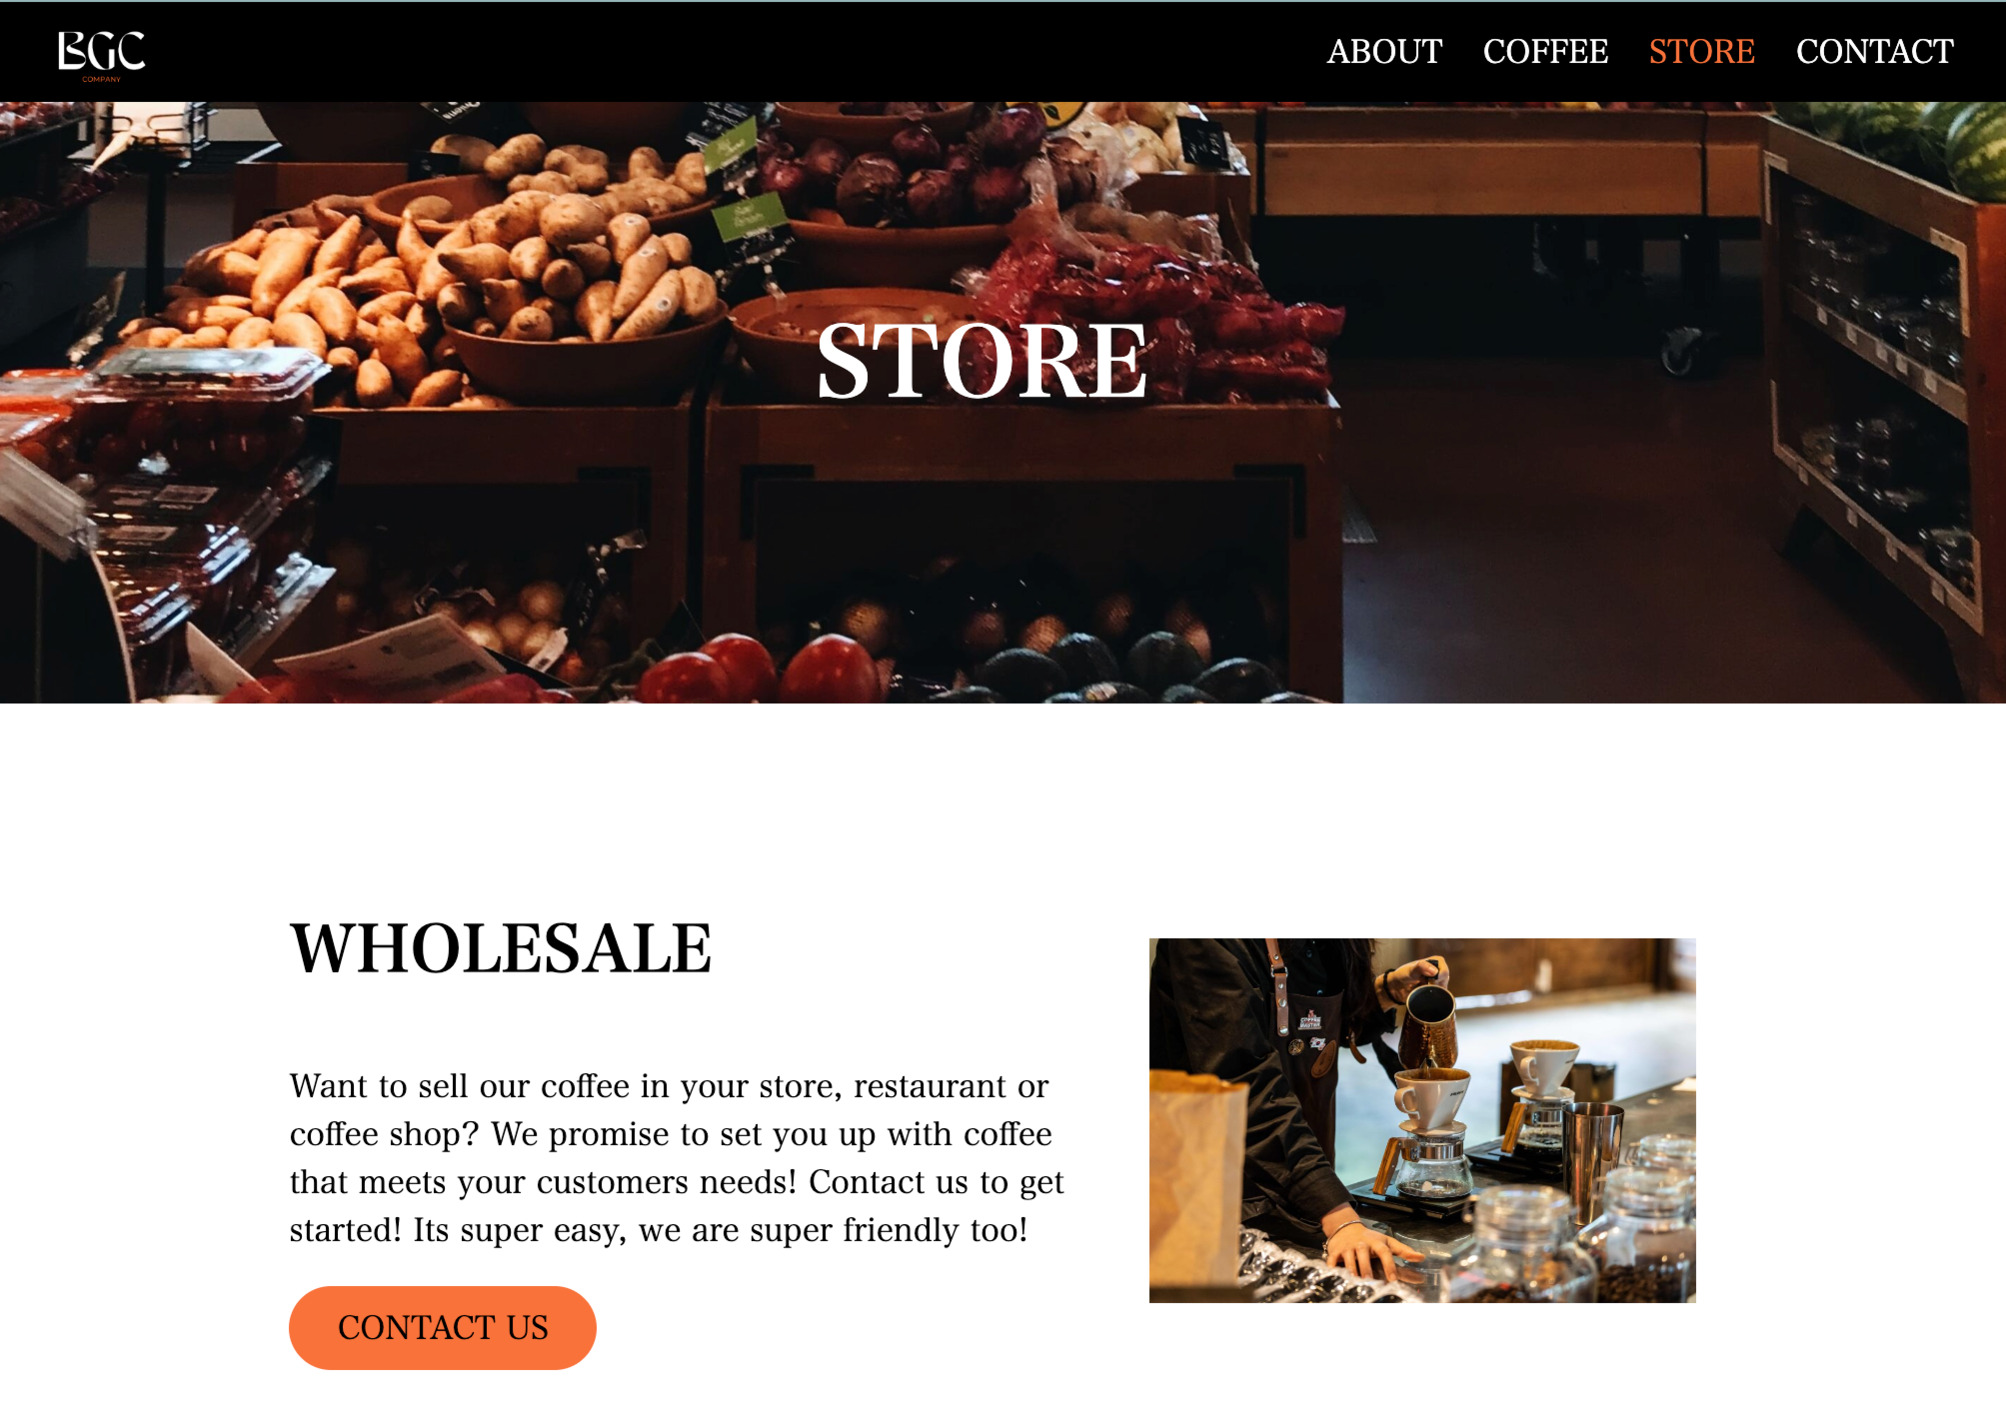 BGC
COMPANY
ABOUT COFFEE STORE CONTACT
STORE
WHOLESALE
Want to sell our coffee in your store, restaurant or
coffee shop? We promise to set you up with coffee
that meets your customers needs! Contact us to get
started! Its super easy, we are super friendly too!
CONTACT US